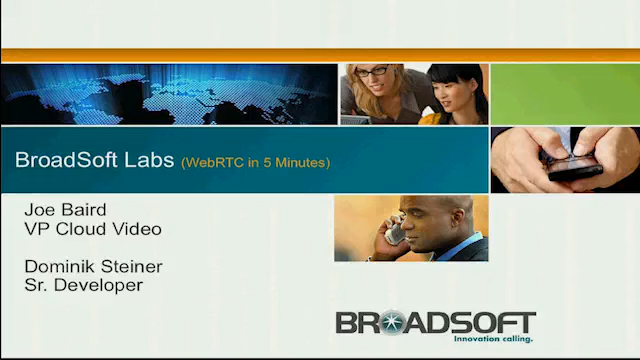 BroadSoft Labs (WebRTC in 5 Minutes)
Joe Baird
VP Cloud Video
Dominik Steiner
Sr. Developer
BROADSOFT
Innovation calling.